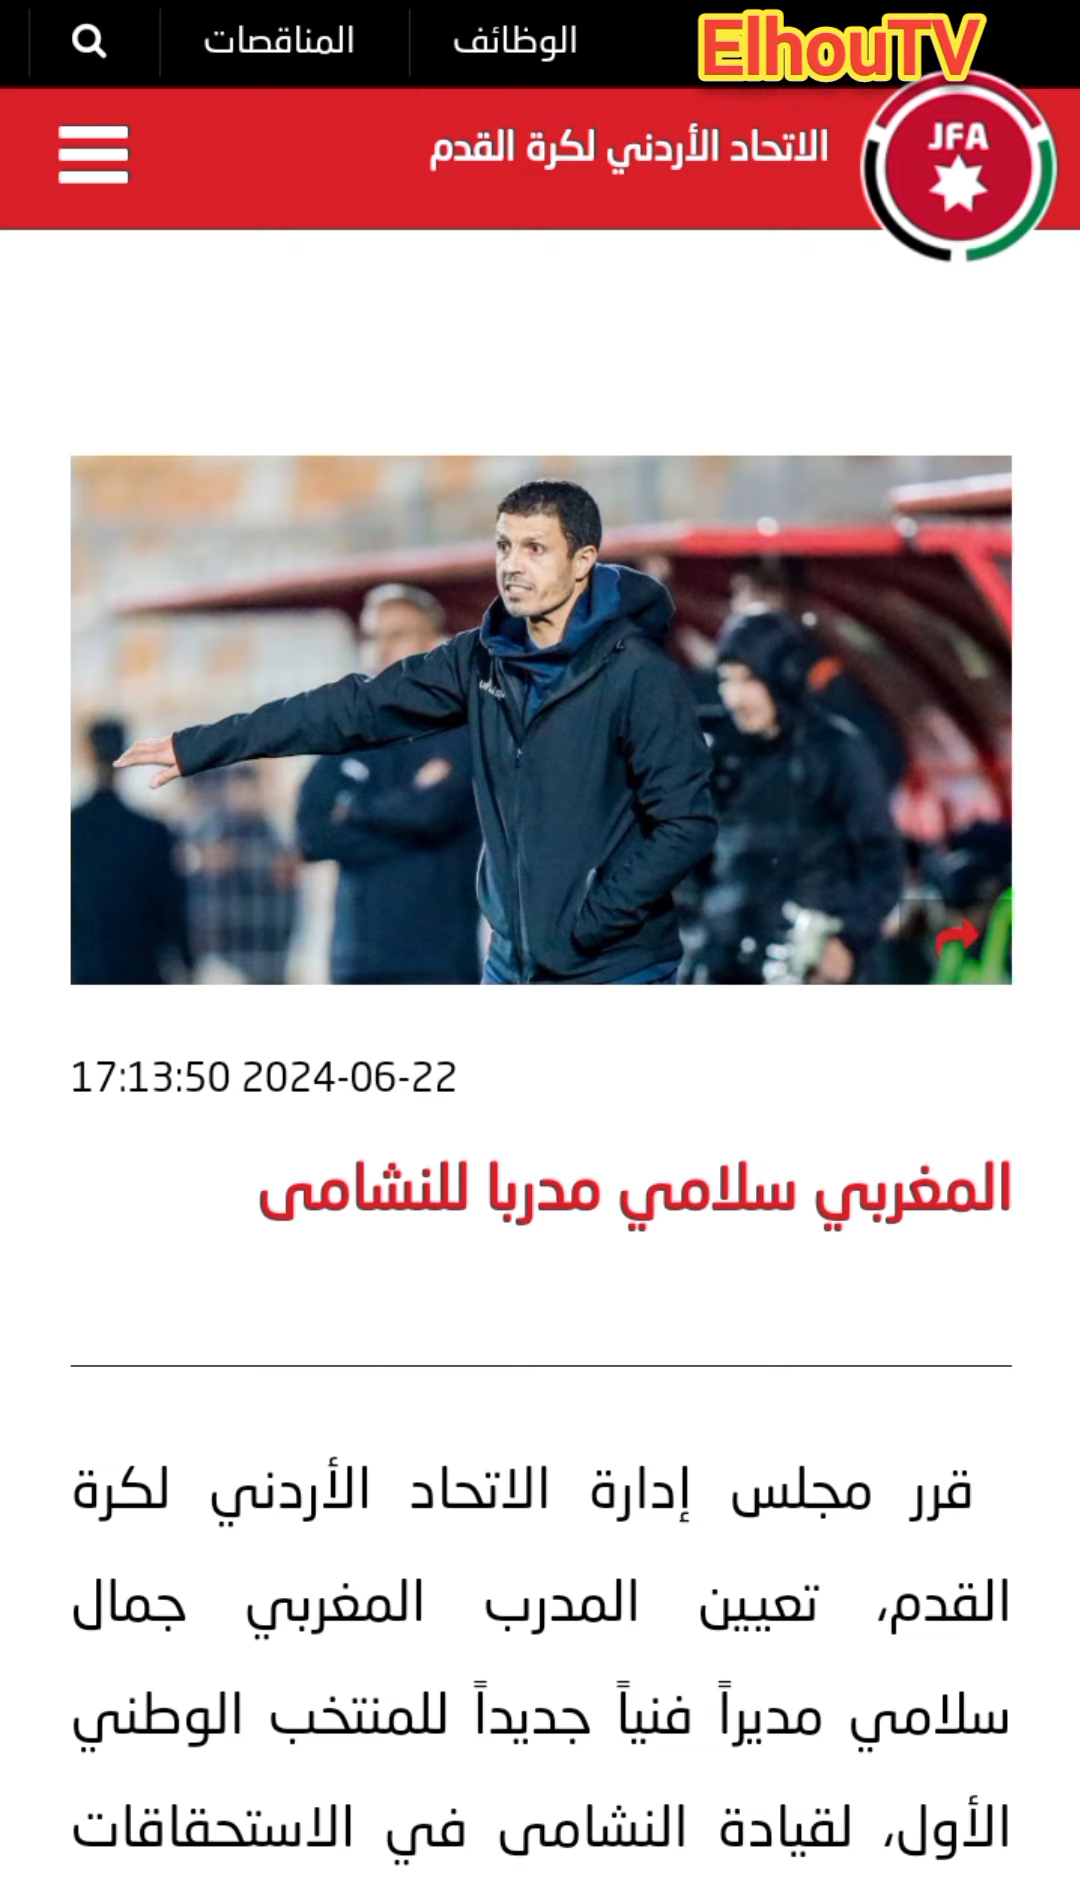 ElhouTV
الوظائف
المناقصات
JFA
الاتحاد الأردني لكرة القدم
uhlsport
17:13:50 2024-06-22
المغربي سلامي مدربا للنشامى
قرر مجلس إدارة الاتحاد الأردني لكرة
القدم، تعيين المدرب المغربي جمال
سلامي مديراً فنياً جديداً للمنتخب الوطني
الأول، لقيادة النشامى في الاستحقاقات